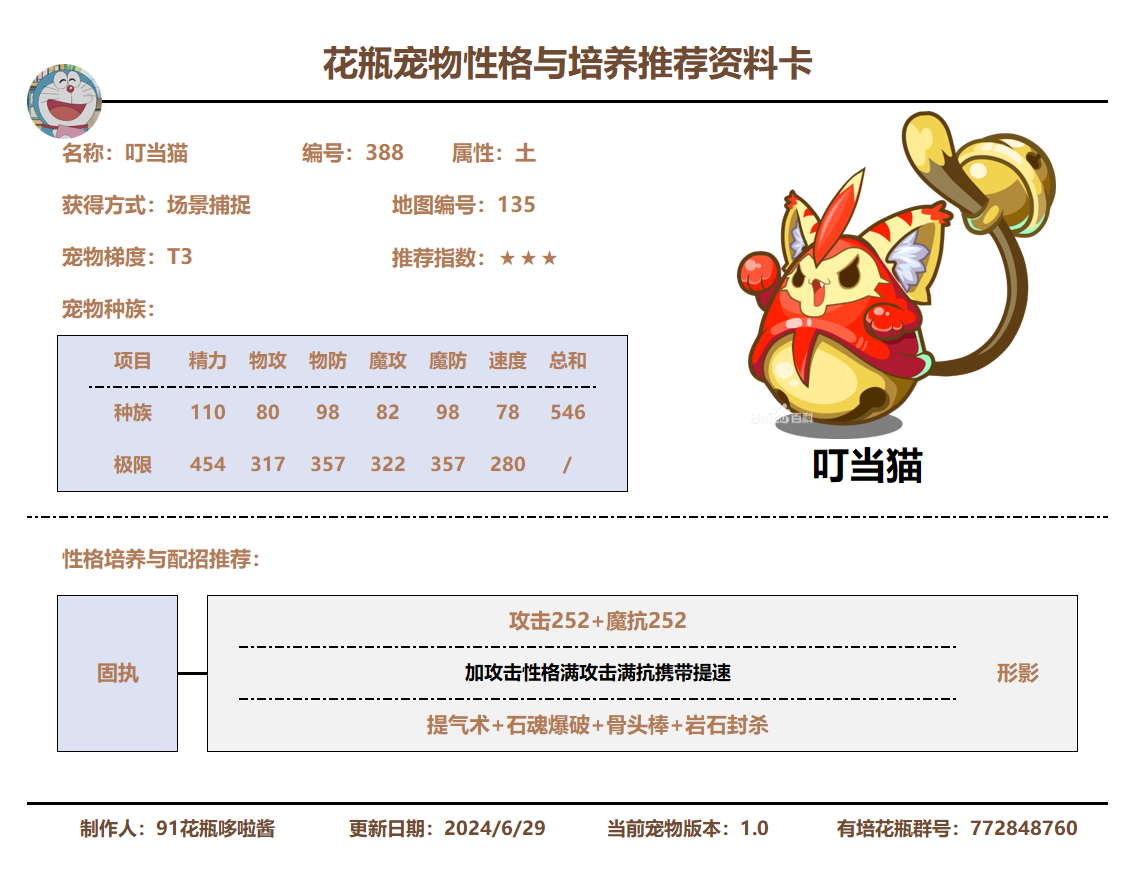 花瓶宠物性格与培养推荐资料卡
名称：叮当猫 编号：388 属性：土
获得方式：场景捕捉 地图编号：135
宠物梯度：T3 推荐指数：★★★
宠物种族：
项目 精力 物攻 物防 魔攻 魔防 速度 总和
种族 110 80 98 82 98 78 546
极限 454 317 357 322 357 280 /
Baidu百科
叮当猫
性格培养与配招推荐：
攻击252+魔抗252
固执 加攻击性格满攻击满抗携带提速 形影
提气术+石魂爆破+骨头棒+岩石封杀
制作人：91花瓶哆啦酱 更新日期：2024/6/29 当前宠物版本：1.0 有培花瓶群号：772848760